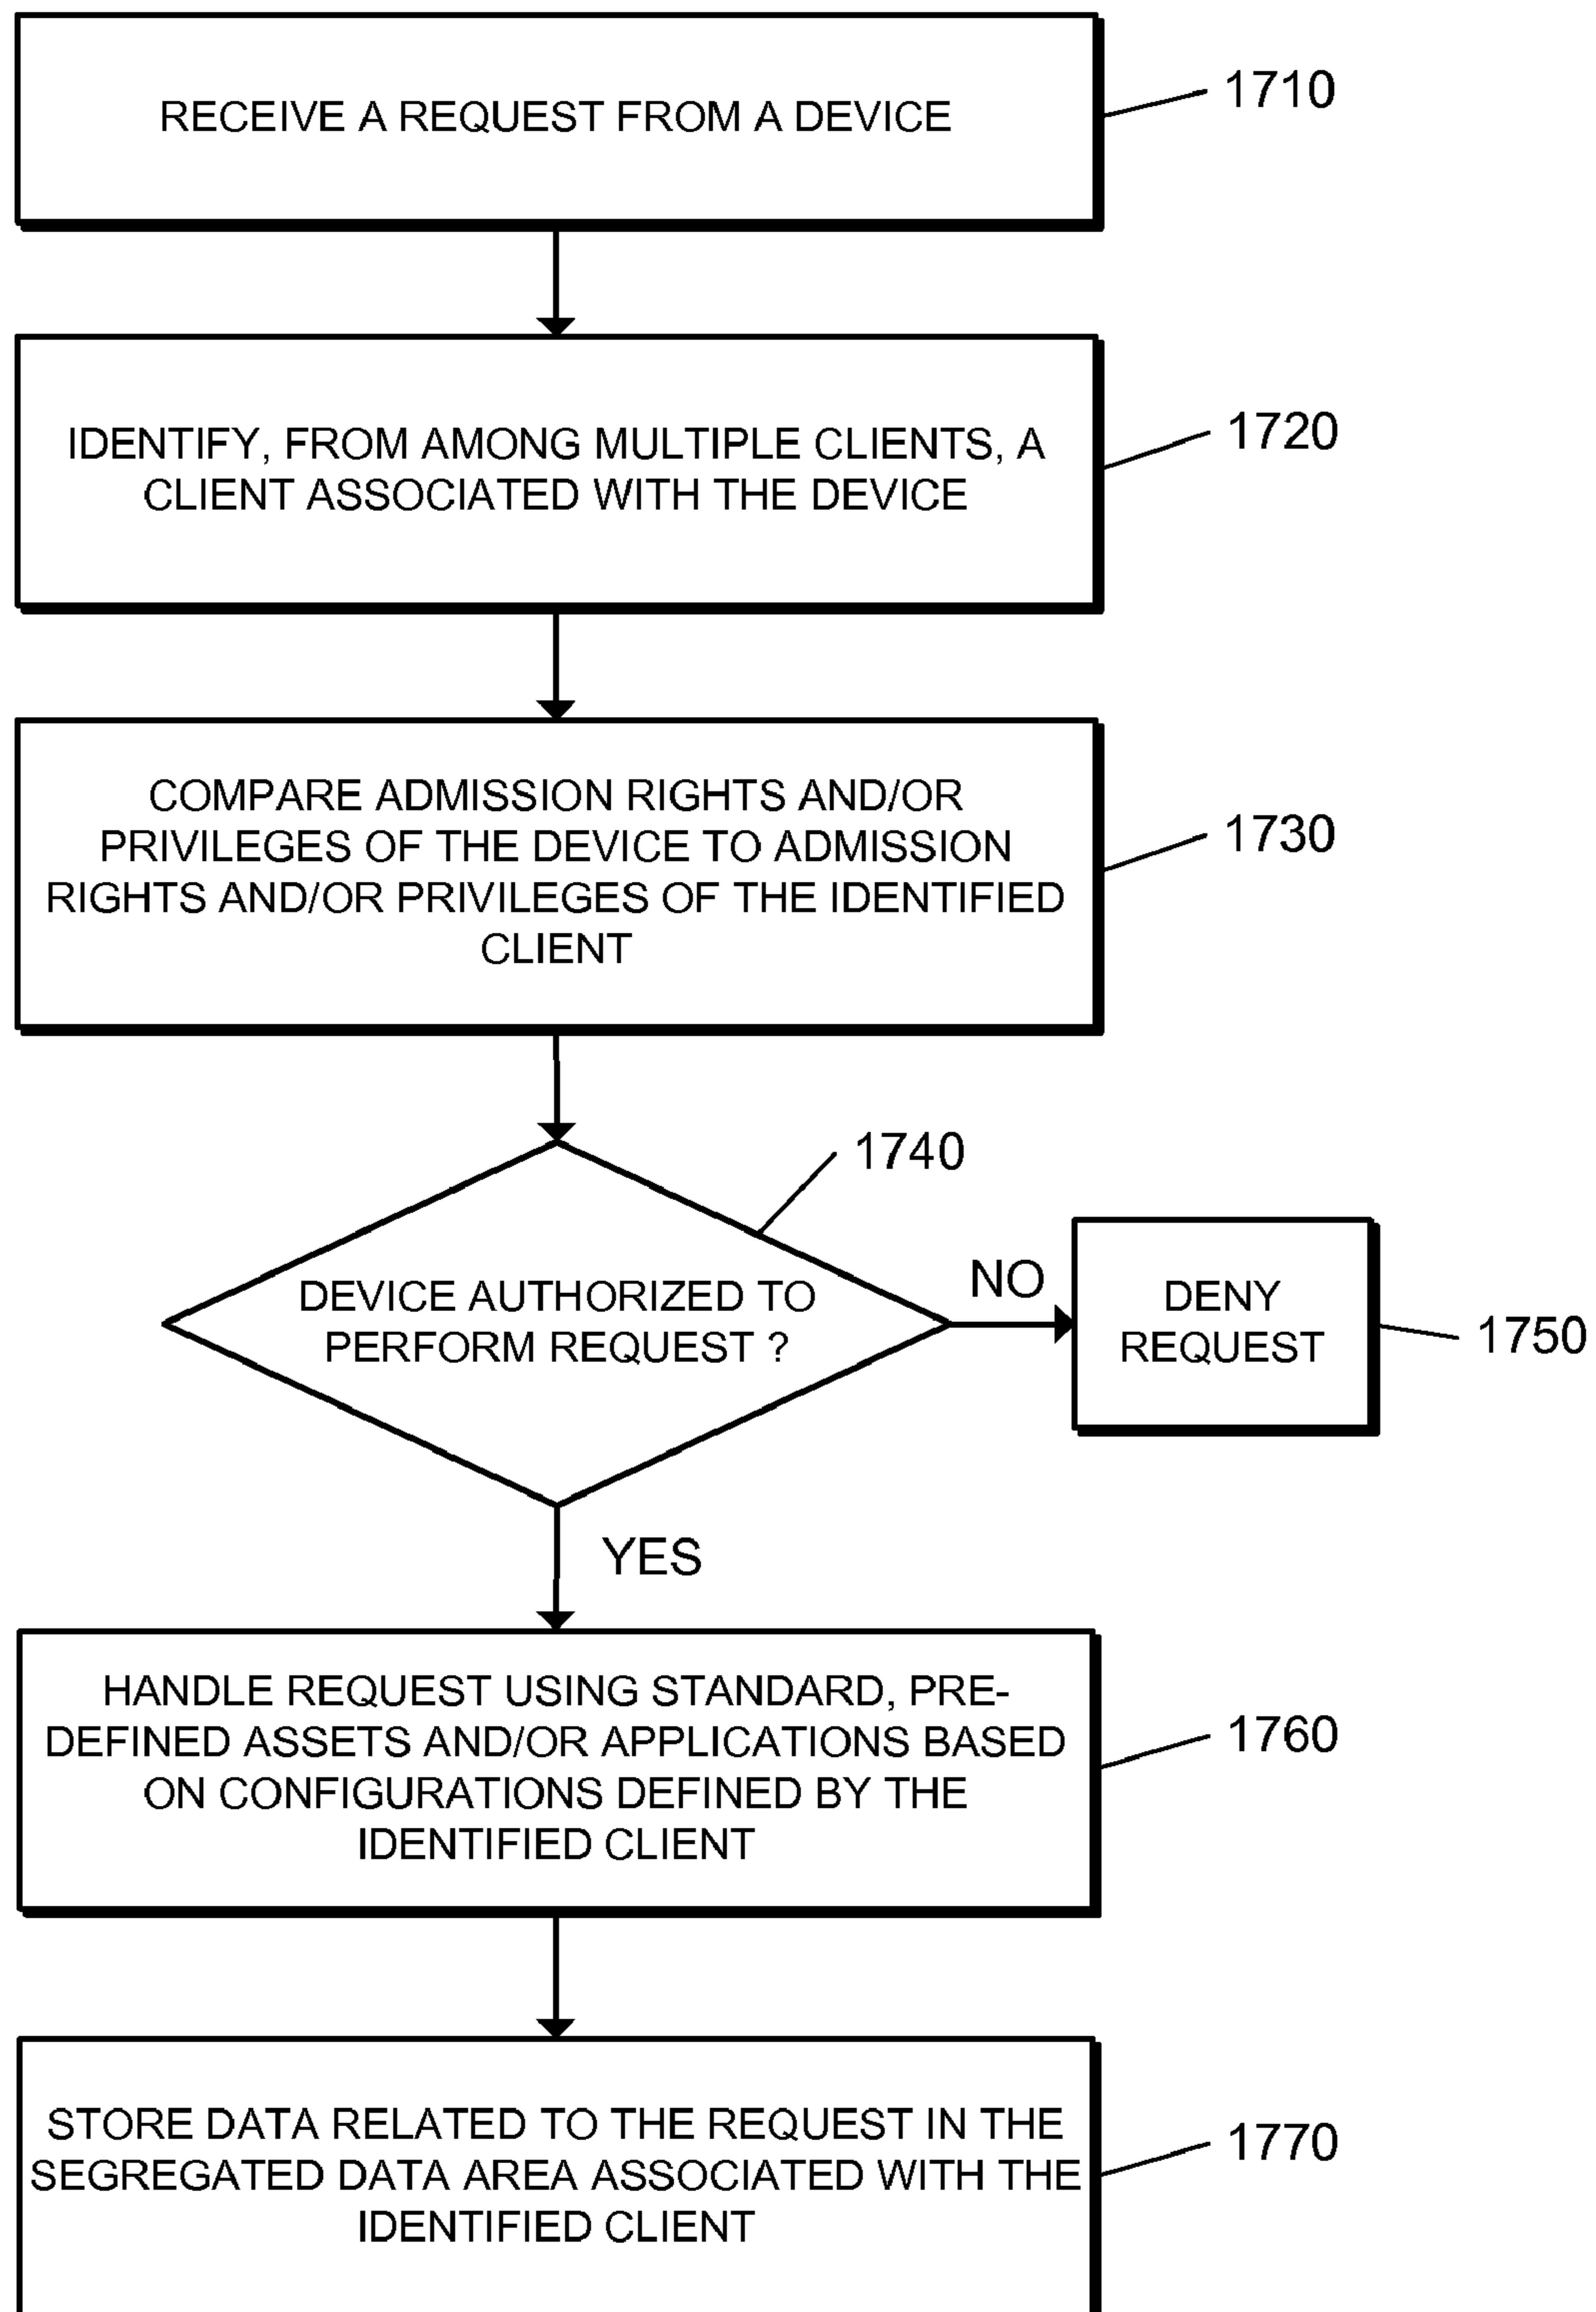 RECEIVE A REQUEST FROM A DEVICE
1710
IDENTIFY, FROM AMONG MULTIPLE CLIENTS, A
CLIENT ASSOCIATED WITH THE DEVICE
1720
COMPARE ADMISSION RIGHTS AND/OR
PRIVILEGES OF THE DEVICE TO ADMISSION
RIGHTS AND/OR PRIVILEGES OF THE IDENTIFIED
CLIENT
1730
1740
DEVICE AUTHORIZED TO
PERFORM REQUEST ?
NO
DENY
REQUEST
1750
YES
HANDLE REQUEST USING STANDARD, PRE-
DEFINED ASSETS AND/OR APPLICATIONS BASED
ON CONFIGURATIONS DEFINED BY THE
IDENTIFIED CLIENT
1760
STORE DATA RELATED TO THE REQUEST IN THE
SEGREGATED DATA AREA ASSOCIATED WITH THE
IDENTIFIED CLIENT
1770